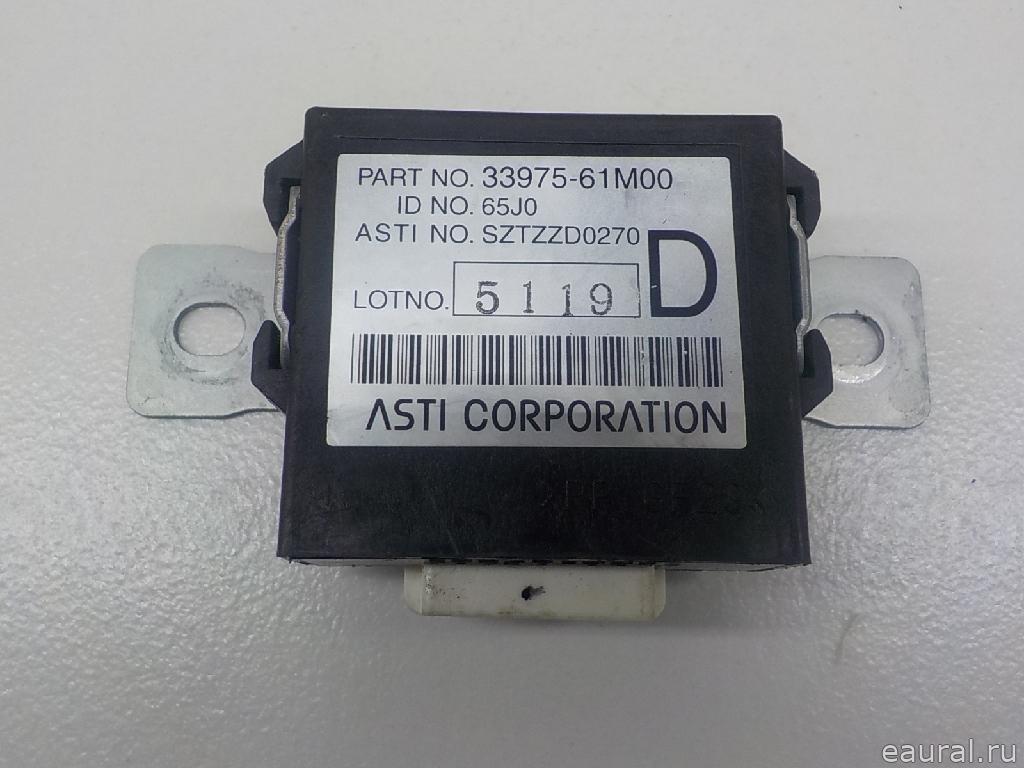 PART NO. 33975-61M00
ID NO. 65J0
ASTI NO. SZTZZD0270
D
LOTNO. 5119
ASTI CORPORATION
eaural.ru